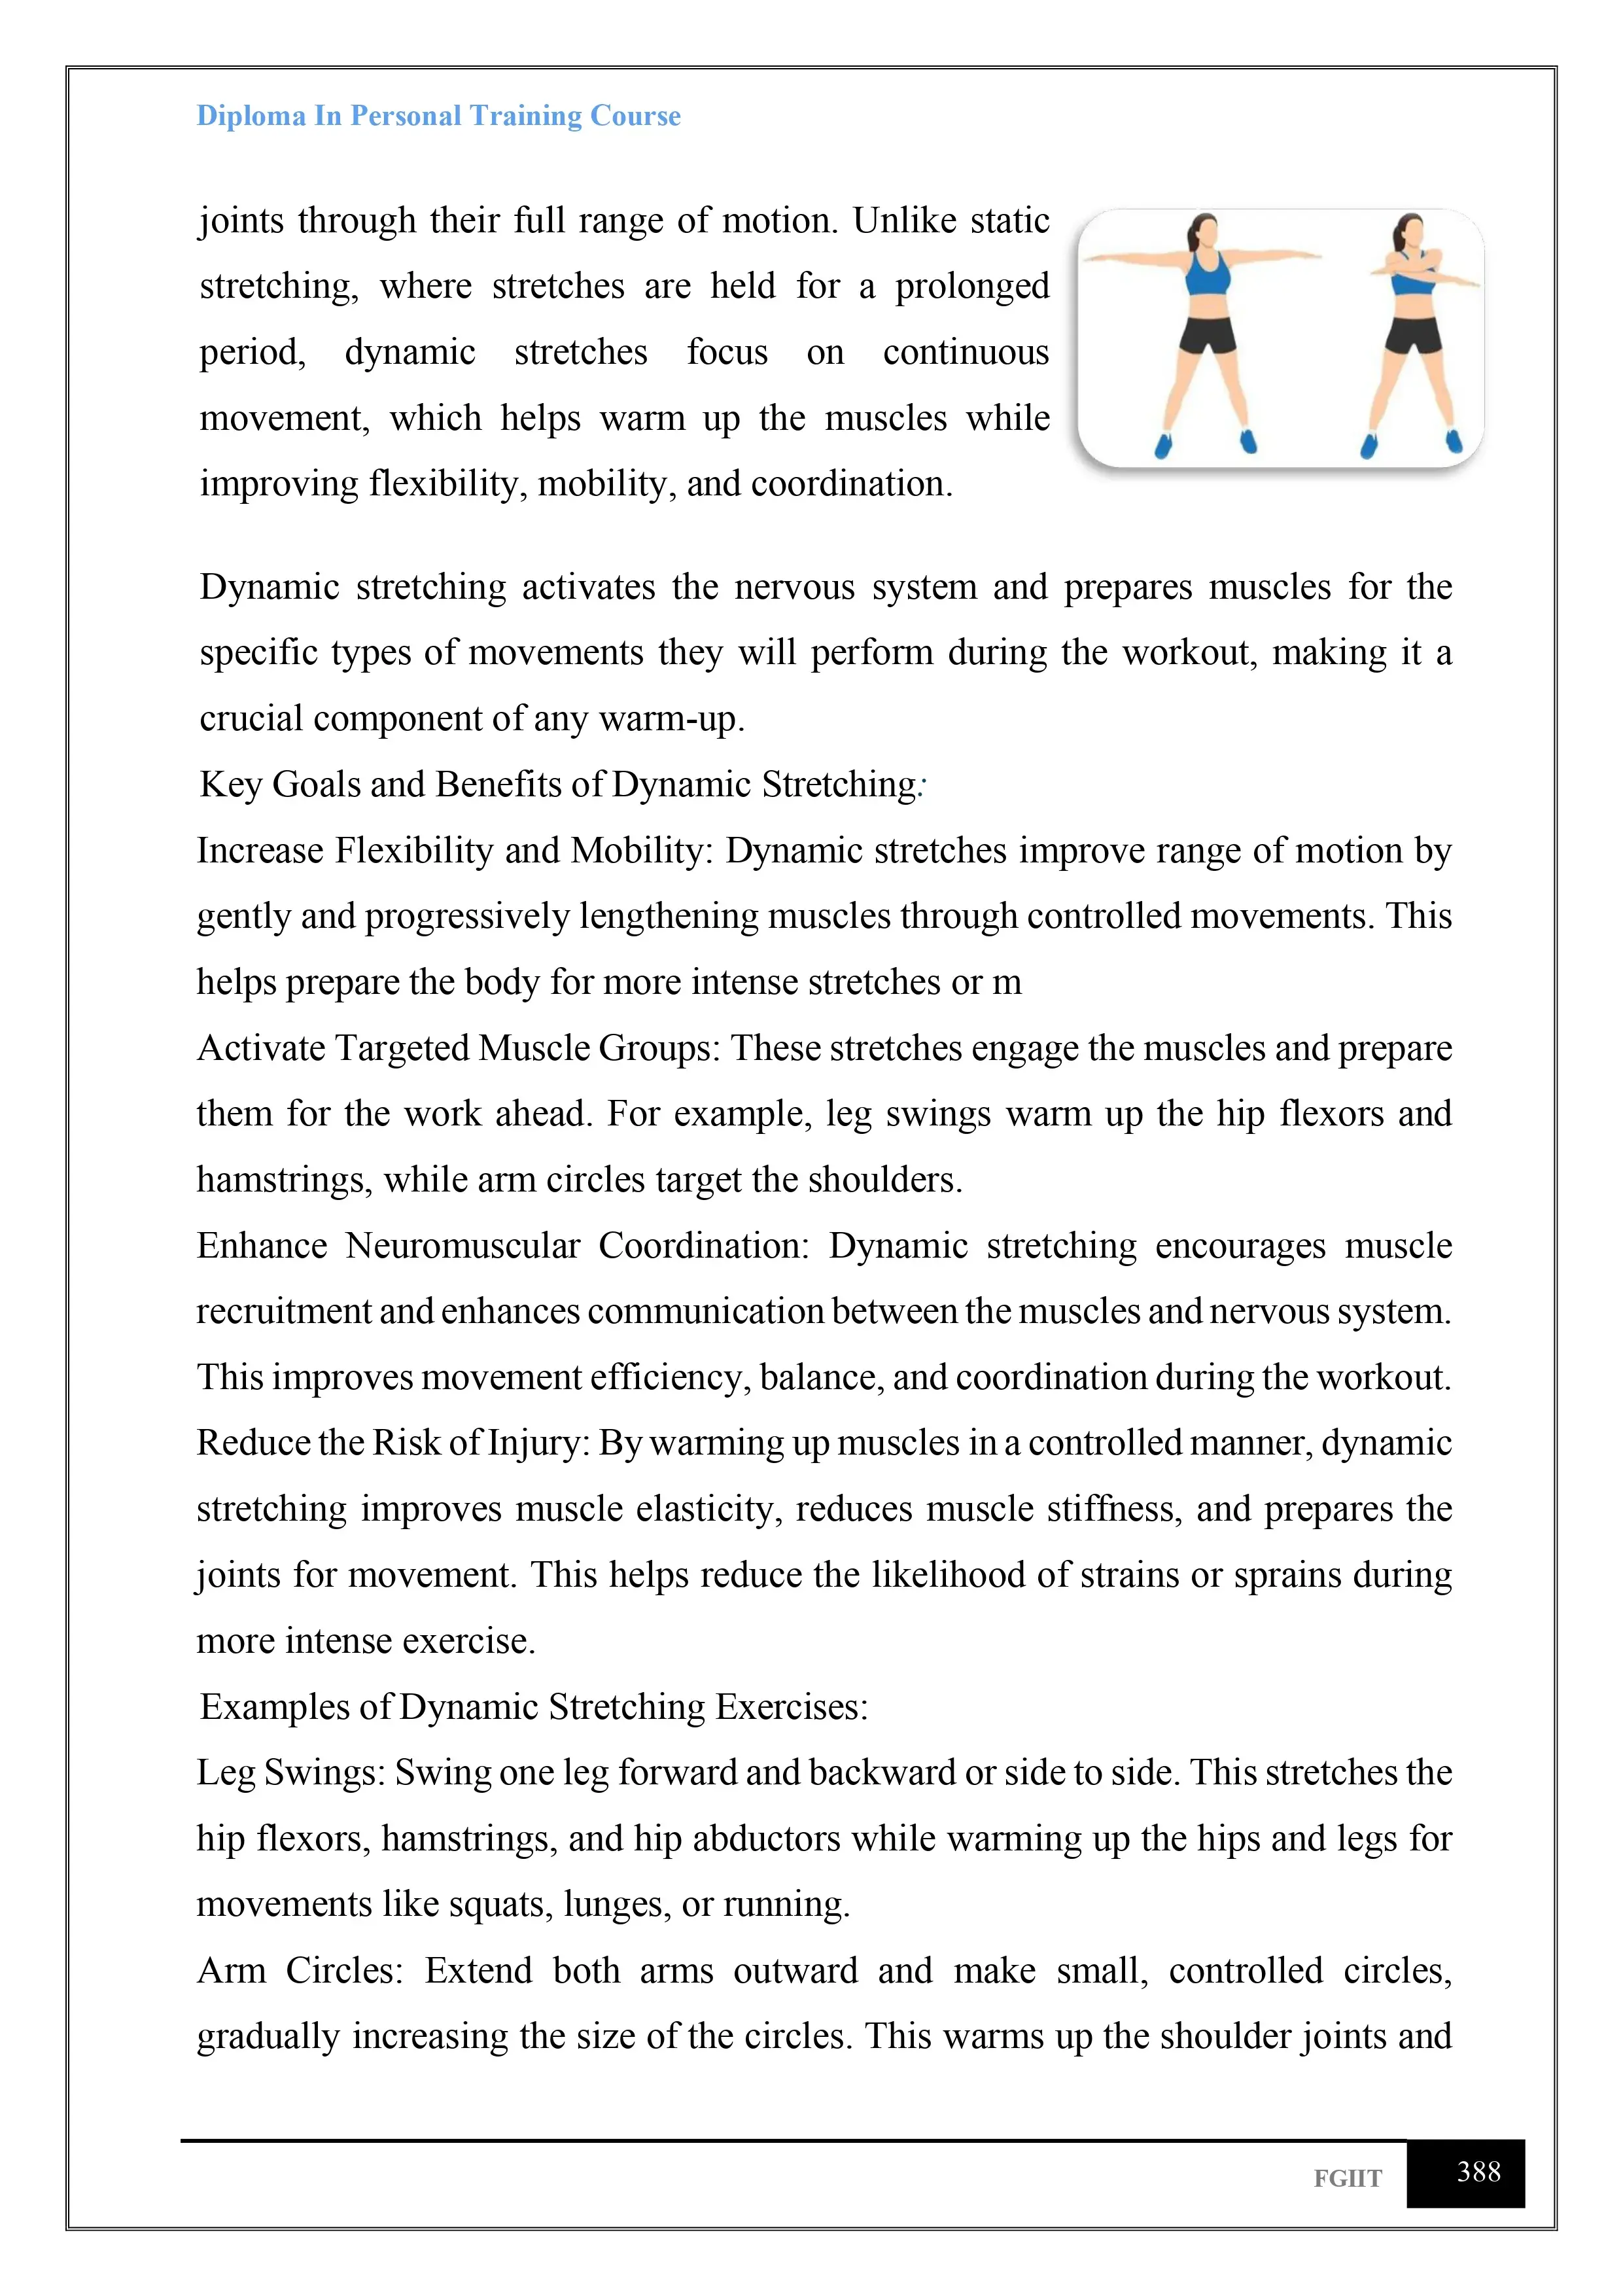 Diploma In Personal Training Course
joints through their full range of motion. Unlike static
stretching, where stretches are held for a prolonged
period, dynamic stretches focus on continuous
movement, which helps warm up the muscles while
improving flexibility, mobility, and coordination.
Dynamic stretching activates the nervous system and prepares muscles for the
specific types of movements they will perform during the workout, making it a
crucial component of any warm-up.
Key Goals and Benefits of Dynamic Stretching:
Increase Flexibility and Mobility: Dynamic stretches improve range of motion by
gently and progressively lengthening muscles through controlled movements. This
helps prepare the body for more intense stretches or m
Activate Targeted Muscle Groups: These stretches engage the muscles and prepare
them for the work ahead. For example, leg swings warm up the hip flexors and
hamstrings, while arm circles target the shoulders.
Enhance Neuromuscular Coordination: Dynamic stretching encourages muscle
recruitment and enhances communication between the muscles and nervous system.
This improves movement efficiency, balance, and coordination during the workout.
Reduce the Risk of Injury: By warming up muscles in a controlled manner, dynamic
stretching improves muscle elasticity, reduces muscle stiffness, and prepares the
joints for movement. This helps reduce the likelihood of strains or sprains during
more intense exercise.
Examples of Dynamic Stretching Exercises:
Leg Swings: Swing one leg forward and backward or side to side. This stretches the
hip flexors, hamstrings, and hip abductors while warming up the hips and legs for
movements like squats, lunges, or running.
Arm Circles: Extend both arms outward and make small, controlled circles,
gradually increasing the size of the circles. This warms up the shoulder joints and
FGIIT
388